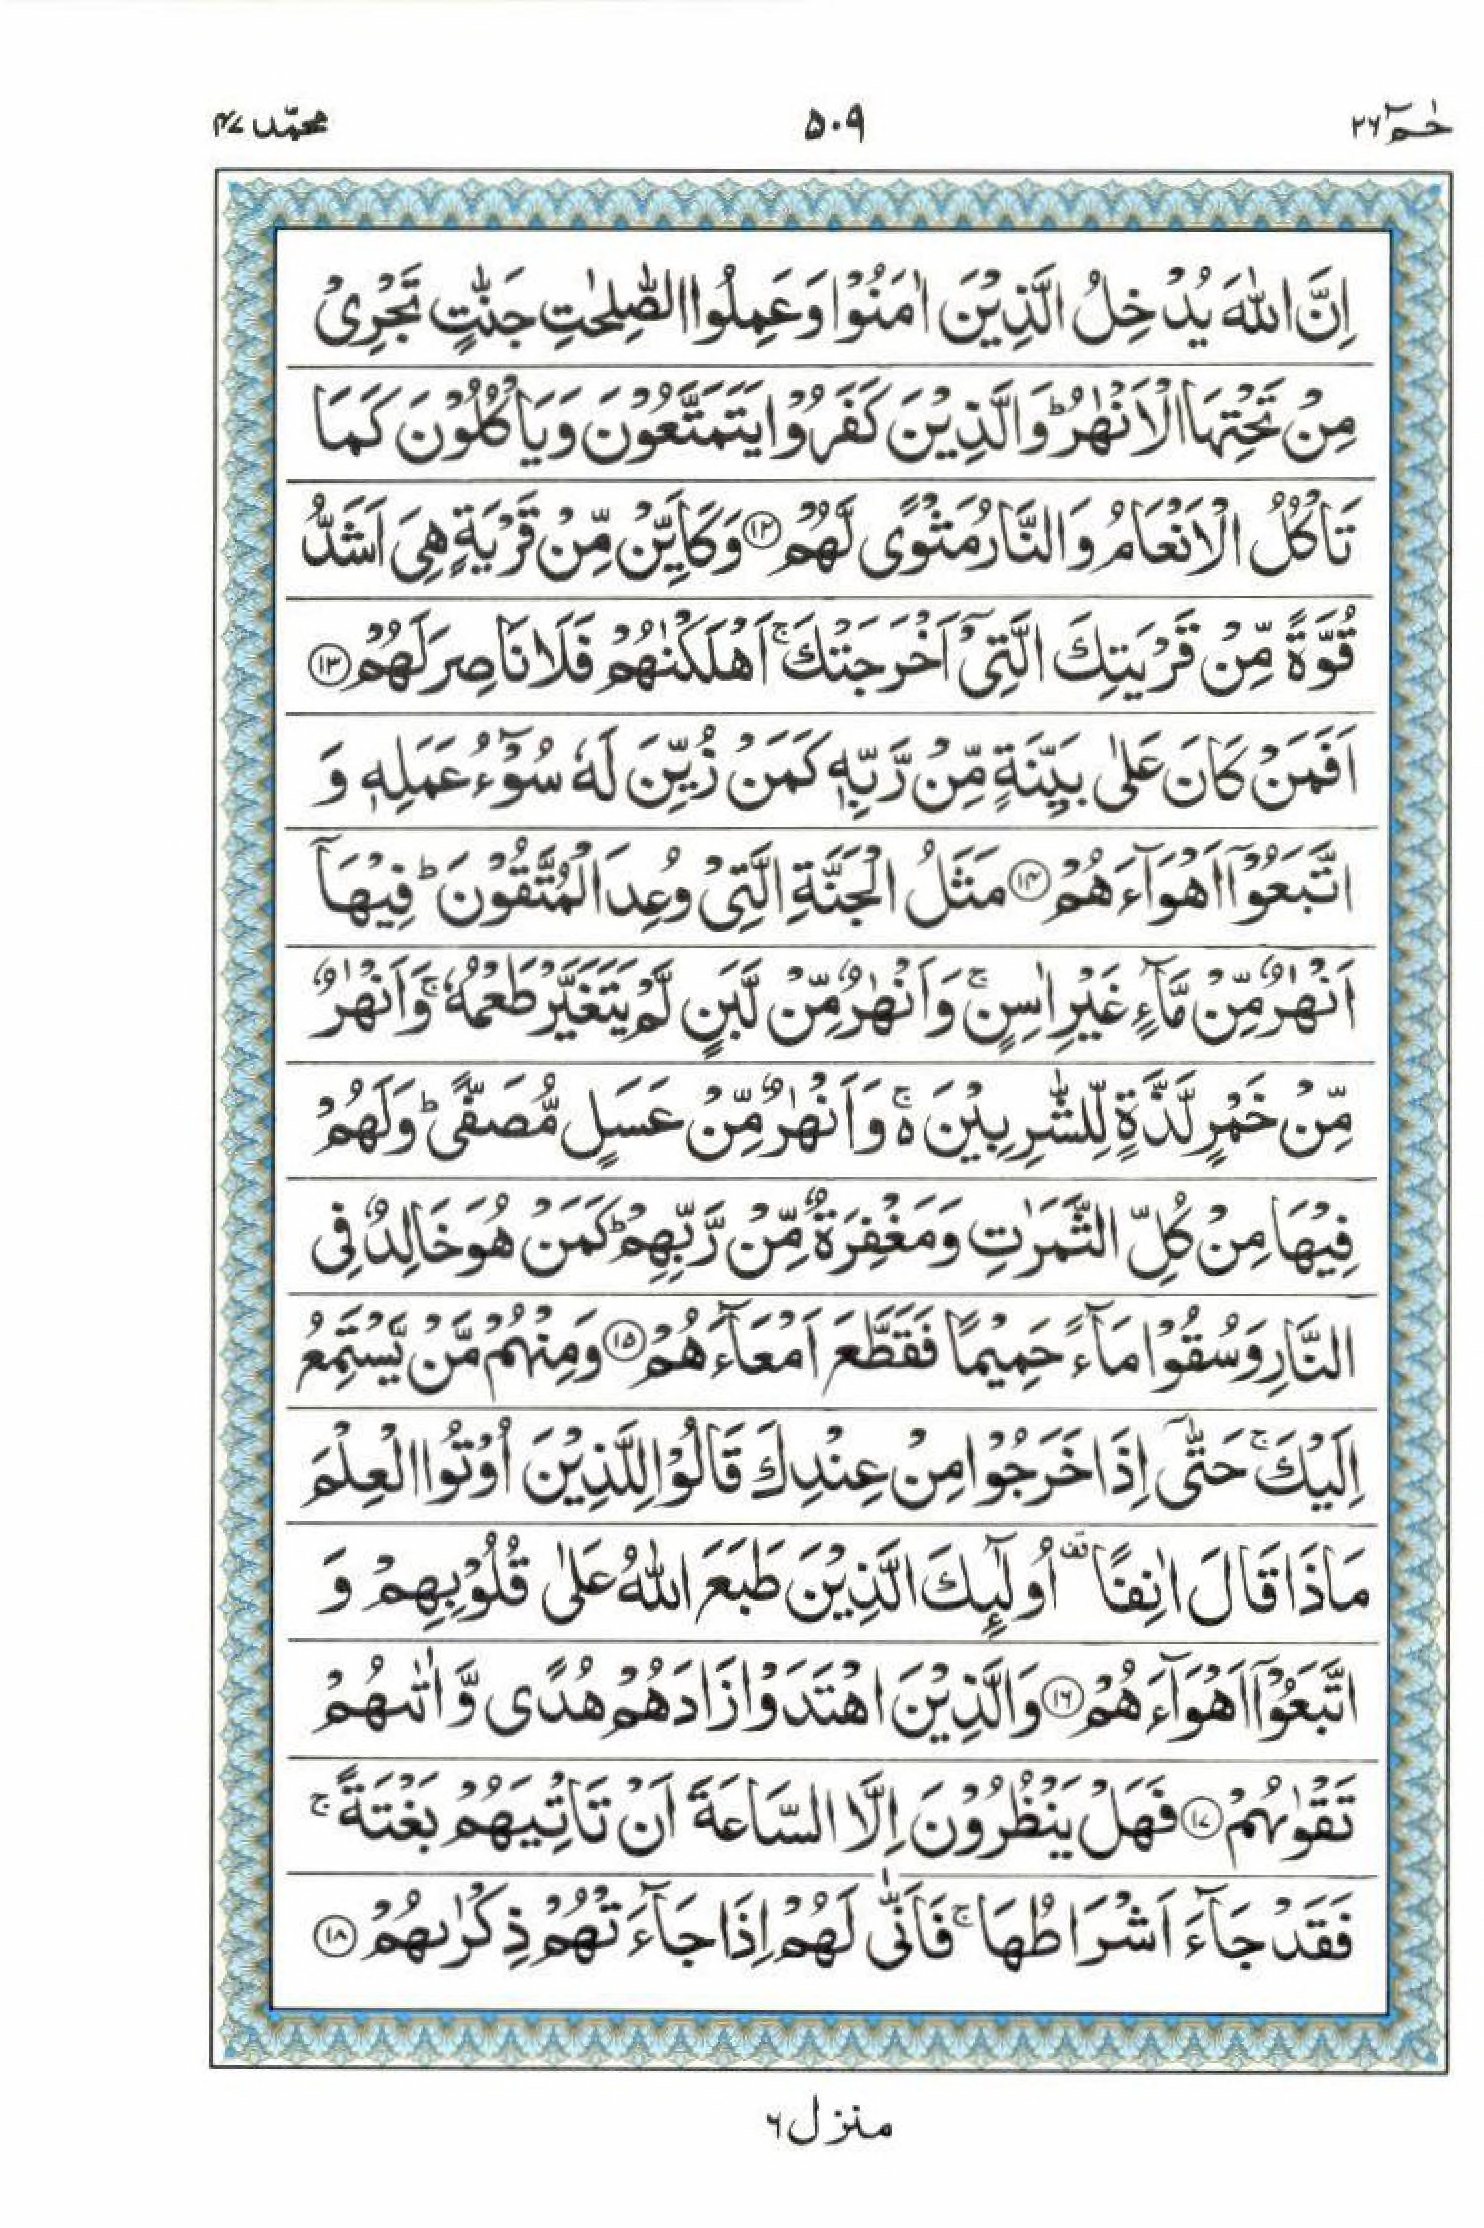 حٰمٓ ٢٦
٥٠٩
محمّد ٤٧
اِنَّ اللّٰهَ يُدْخِلُ الَّذِيْنَ اٰمَنُوْا وَعَمِلُوا الصّٰلِحٰتِ جَنّٰتٍ تَجْرِيْ
مِنْ تَحْتِهَا الْاَنْهٰرُ ؕ وَالَّذِيْنَ كَفَرُوْا يَتَمَتَّعُوْنَ وَيَاْكُلُوْنَ كَمَا
تَاْكُلُ الْاَنْعَامُ وَالنَّارُ مَثْوًى لَّهُمْ ﴿١٢﴾ وَكَاَيِّنْ مِّنْ قَرْيَةٍ هِيَ اَشَدُّ
قُوَّةً مِّنْ قَرْيَتِكَ الَّتِيْٓ اَخْرَجَتْكَ ۚ اَهْلَكْنٰهُمْ فَلَا نَاصِرَ لَهُمْ ﴿١٣﴾
اَفَمَنْ كَانَ عَلٰى بَيِّنَةٍ مِّنْ رَّبِّهٖ كَمَنْ زُيِّنَ لَهٗ سُوْٓءُ عَمَلِهٖ وَ
اتَّبَعُوْٓا اَهْوَآءَهُمْ ﴿١٤﴾ مَثَلُ الْجَنَّةِ الَّتِيْ وُعِدَ الْمُتَّقُوْنَ ؕ فِيْهَآ
اَنْهٰرٌ مِّنْ مَّآءٍ غَيْرِ اٰسِنٍ ۚ وَاَنْهٰرٌ مِّنْ لَّبَنٍ لَّمْ يَتَغَيَّرْ طَعْمُهٗ ۚ وَاَنْهٰرٌ
مِّنْ خَمْرٍ لَّذَّةٍ لِّلشّٰرِبِيْنَ ۚ۬ وَاَنْهٰرٌ مِّنْ عَسَلٍ مُّصَفًّى ؕ وَلَهُمْ
فِيْهَا مِنْ كُلِّ الثَّمَرٰتِ وَمَغْفِرَةٌ مِّنْ رَّبِّهِمْ ؕ كَمَنْ هُوَ خَالِدٌ فِي
النَّارِ وَسُقُوْا مَآءً حَمِيْمًا فَقَطَّعَ اَمْعَآءَهُمْ ﴿١٥﴾ وَمِنْهُمْ مَّنْ يَّسْتَمِعُ
اِلَيْكَ ۚ حَتّٰٓى اِذَا خَرَجُوْا مِنْ عِنْدِكَ قَالُوْا لِلَّذِيْنَ اُوْتُوا الْعِلْمَ
مَاذَا قَالَ اٰنِفًا ۫ اُولٰٓئِكَ الَّذِيْنَ طَبَعَ اللّٰهُ عَلٰى قُلُوْبِهِمْ وَ
اتَّبَعُوْٓا اَهْوَآءَهُمْ ﴿١٦﴾ وَالَّذِيْنَ اهْتَدَوْا زَادَهُمْ هُدًى وَّاٰتٰىهُمْ
تَقْوٰىهُمْ ﴿١٧﴾ فَهَلْ يَنْظُرُوْنَ اِلَّا السَّاعَةَ اَنْ تَاْتِيَهُمْ بَغْتَةً ۚ
فَقَدْ جَآءَ اَشْرَاطُهَا ۚ فَاَنّٰى لَهُمْ اِذَا جَآءَتْهُمْ ذِكْرٰىهُمْ ﴿١٨﴾
منزل ٦